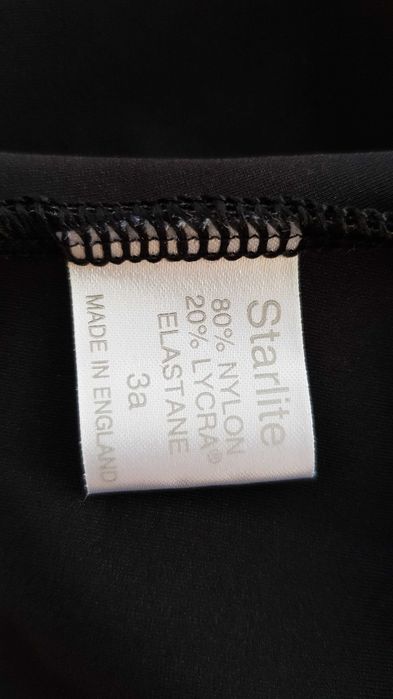 Starlite
80% NYLON
20% LYCRA®
ELASTANE
3a
MADE IN ENGLAND